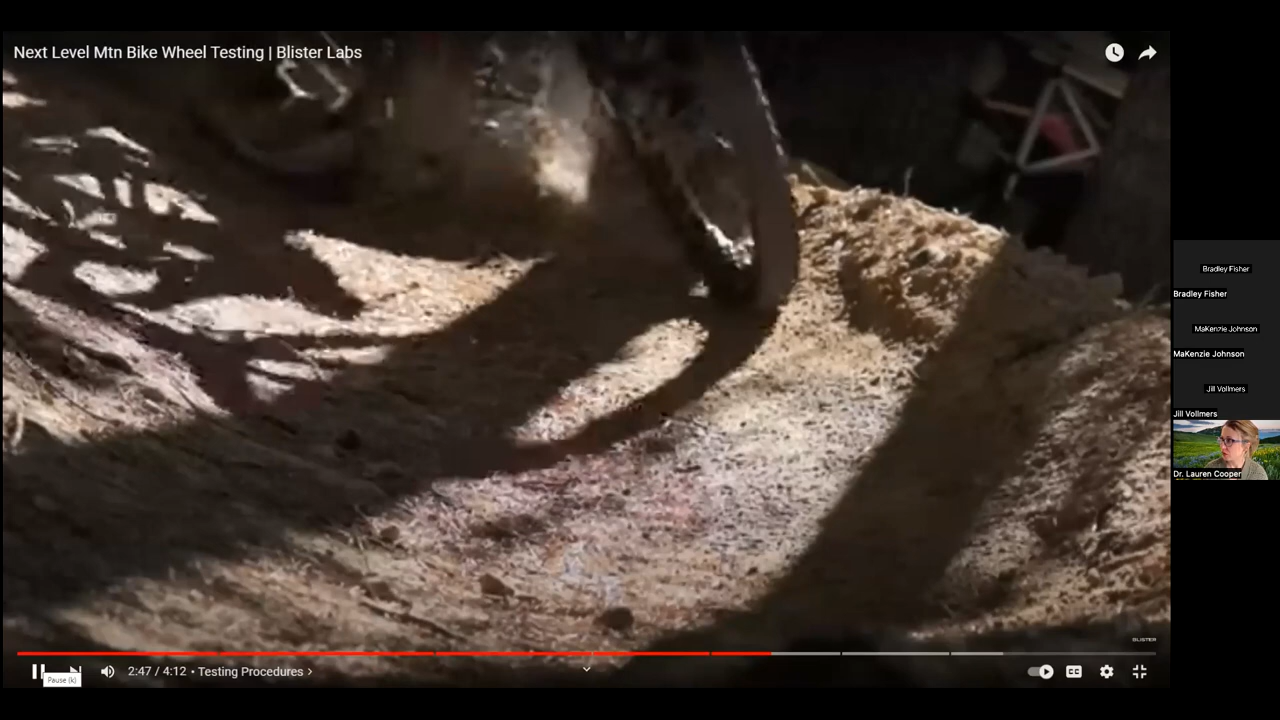 Next Level Mtn Bike Wheel Testing | Blister Labs
Bradley Fisher
Bradley Fisher
MaKenzie Johnson
MaKenzie Johnson
Jill Vollmers
Jill Vollmers
Dr. Lauren Cooper
BLISTER
2:47 / 4:12 • Testing Procedures >
CC
Pause (k)